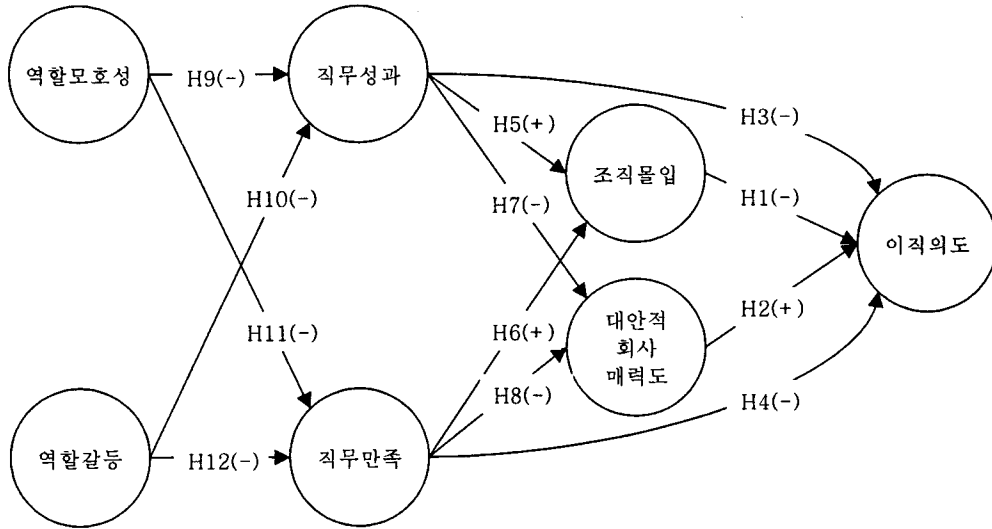 역할모호성
H9(-)
직무성과
H3(-)
H5(+)
조직몰입
H10(-)
H7(-)
H1(-)
이직의도
대안적
회사
매력도
H2(+)
H11(-)
H6(+)
H8(-)
H4(-)
역할갈등
H12(-)
직무만족